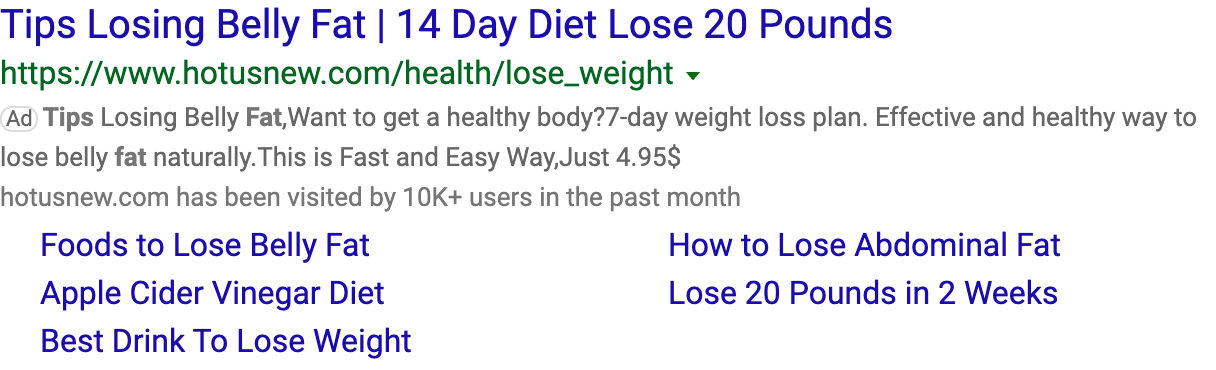 Tips Losing Belly Fat | 14 Day Diet Lose 20 Pounds
https://www.hotusnew.com/health/lose_weight
Ad Tips Losing Belly Fat,Want to get a healthy body?7-day weight loss plan. Effective and healthy way to
lose belly fat naturally.This is Fast and Easy Way,Just 4.95$
hotusnew.com has been visited by 10K+ users in the past month
Foods to Lose Belly Fat
How to Lose Abdominal Fat
Apple Cider Vinegar Diet
Lose 20 Pounds in 2 Weeks
Best Drink To Lose Weight